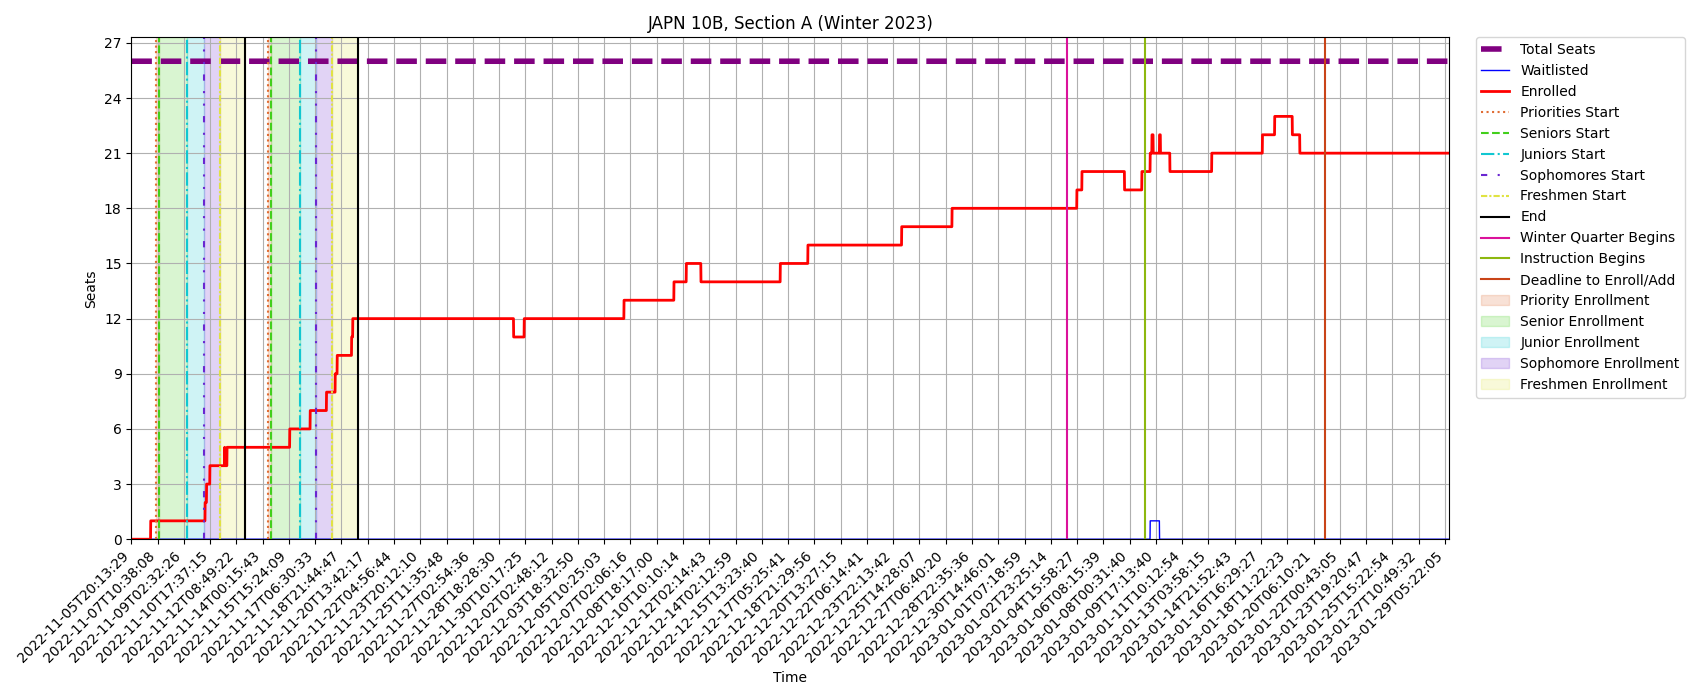 JAPN 10B, Section A (Winter 2023)
Seats
27
24
21
18
15
12
9
6
3
0
2022-11-05T20:13:29
2022-11-07T10:38:08
2022-11-09T02:32:26
2022-11-10T17:37:15
2022-11-12T08:49:22
2022-11-14T00:15:43
2022-11-15T15:24:09
2022-11-17T06:30:33
2022-11-18T21:44:47
2022-11-20T13:42:17
2022-11-22T04:56:44
2022-11-23T20:12:10
2022-11-25T11:35:48
2022-11-27T02:54:36
2022-11-28T18:28:30
2022-11-30T10:17:25
2022-12-02T02:48:12
2022-12-03T18:32:50
2022-12-05T10:25:03
2022-12-07T02:06:16
2022-12-08T18:17:00
2022-12-10T10:10:14
2022-12-12T02:14:43
2022-12-14T04:12:59
2022-12-15T13:23:40
2022-12-17T05:25:41
2022-12-18T21:29:56
2022-12-20T13:27:15
2022-12-22T06:14:41
2022-12-23T22:13:42
2022-12-25T14:28:07
2022-12-27T06:40:20
2022-12-28T22:35:36
2022-12-30T14:46:01
2023-01-01T07:18:59
2023-01-02T23:25:14
2023-01-04T15:58:27
2023-01-06T08:15:39
2023-01-08T00:31:40
2023-01-09T17:13:40
2023-01-11T10:12:54
2023-01-13T03:58:15
2023-01-14T21:52:43
2023-01-16T16:29:27
2023-01-18T11:22:23
2023-01-20T06:10:21
2023-01-22T00:43:05
2023-01-23T19:20:47
2023-01-25T15:22:54
2023-01-27T10:49:32
2023-01-29T05:22:05
Time
Total Seats
Waitlisted
Enrolled
Priorities Start
Seniors Start
Juniors Start
Sophomores Start
Freshmen Start
End
Winter Quarter Begins
Instruction Begins
Deadline to Enroll/Add
Priority Enrollment
Senior Enrollment
Junior Enrollment
Sophomore Enrollment
Freshmen Enrollment